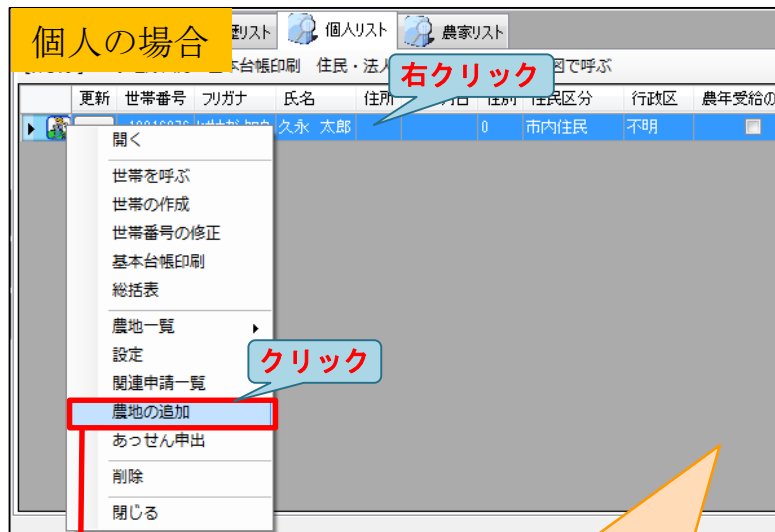 個人の場合
歴リスト 個人リスト 農家リスト
台帳印刷 住民・法人 図で呼ぶ
右クリック
更新 世帯番号 フリガナ 氏名 住所 性別 住民区分 行政区 農年受給の
久永 太郎 0 市内住民 不明
開く
世帯を呼ぶ
世帯の作成
世帯番号の修正
基本台帳印刷
総括表
農地一覧
設定
クリック
関連申請一覧
農地の追加
あっせん申出
削除
閉じる